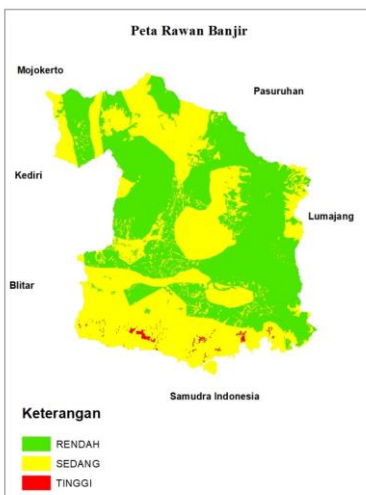 Peta Rawan Banjir
Mojokerto
Pasuruhan
Kediri
Lumajang
Blitar
Samudra Indonesia
Keterangan
RENDAH
SEDANG
TINGGI